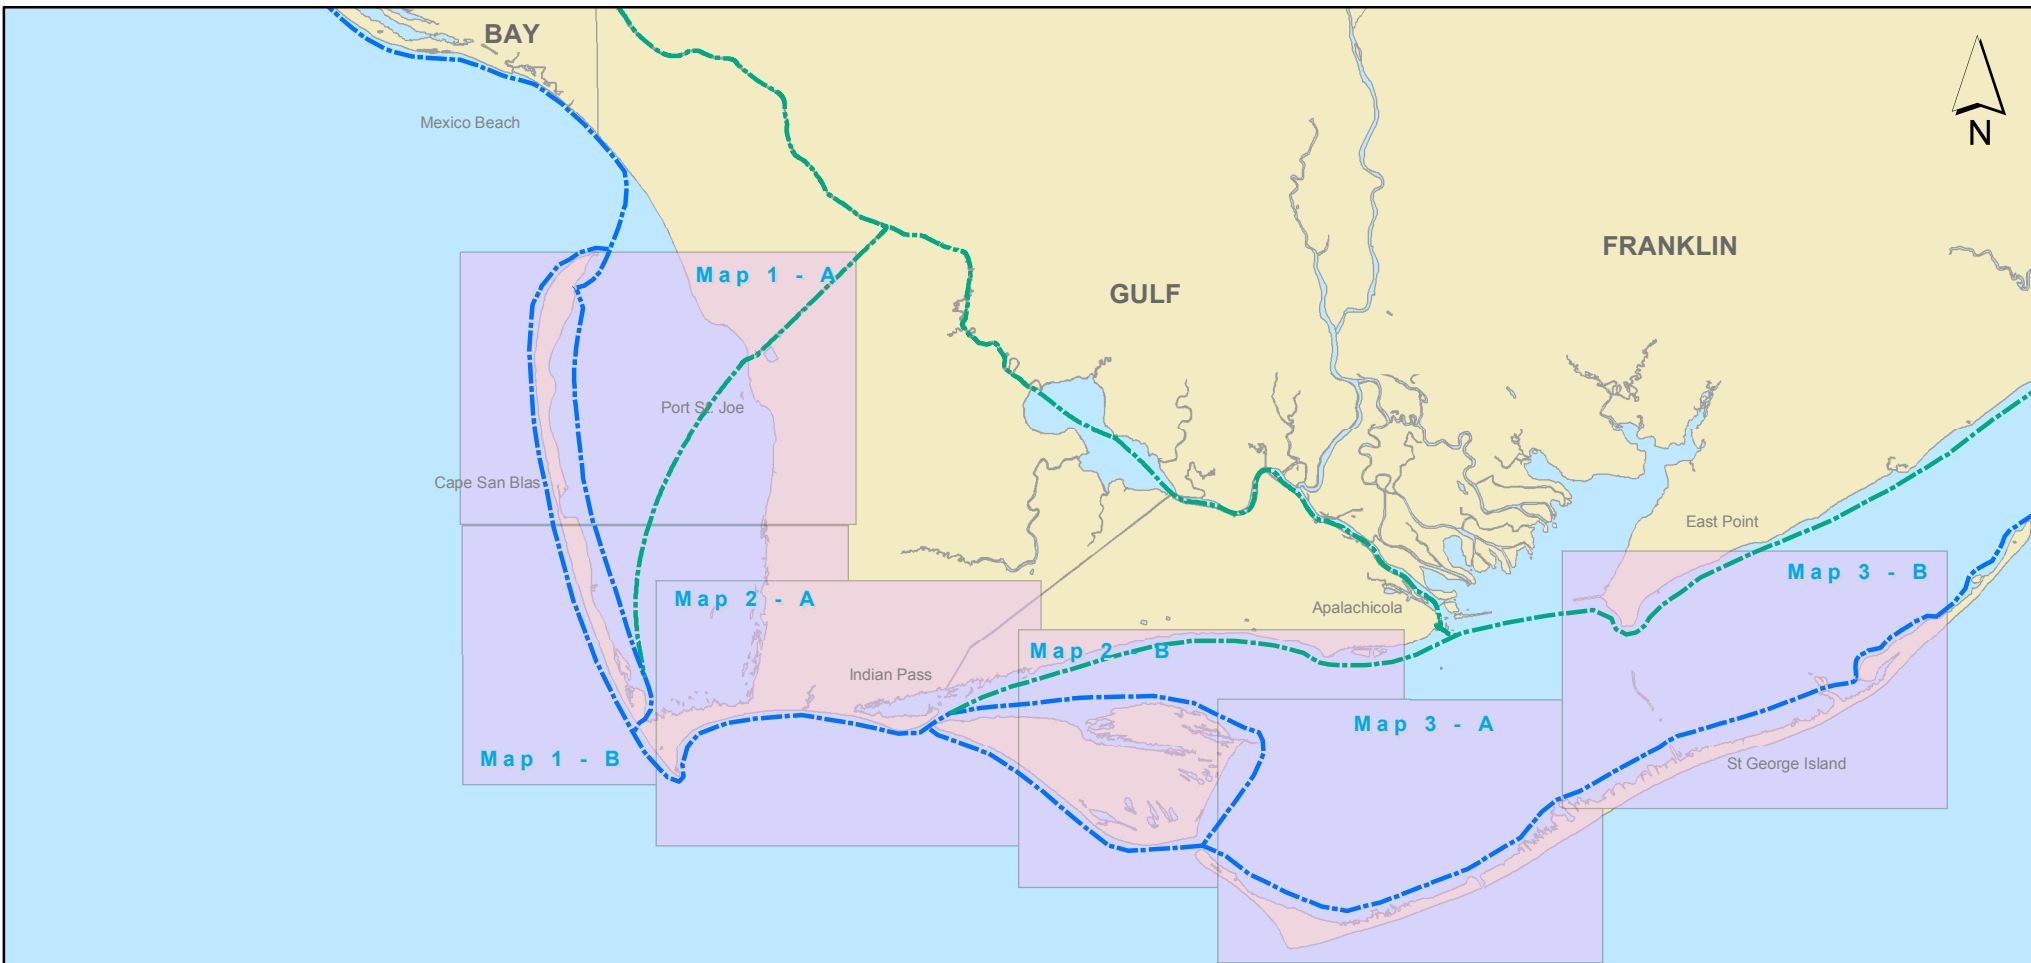 BAY
Mexico Beach
N
FRANKLIN
Map 1 - A
GULF
Port St. Joe
Cape San Blas
East Point
Map 3 - B
Map 2 - A
Apalachicola
Map 2 - B
Indian Pass
Map 3 - A
Map 1 - B
St George Island